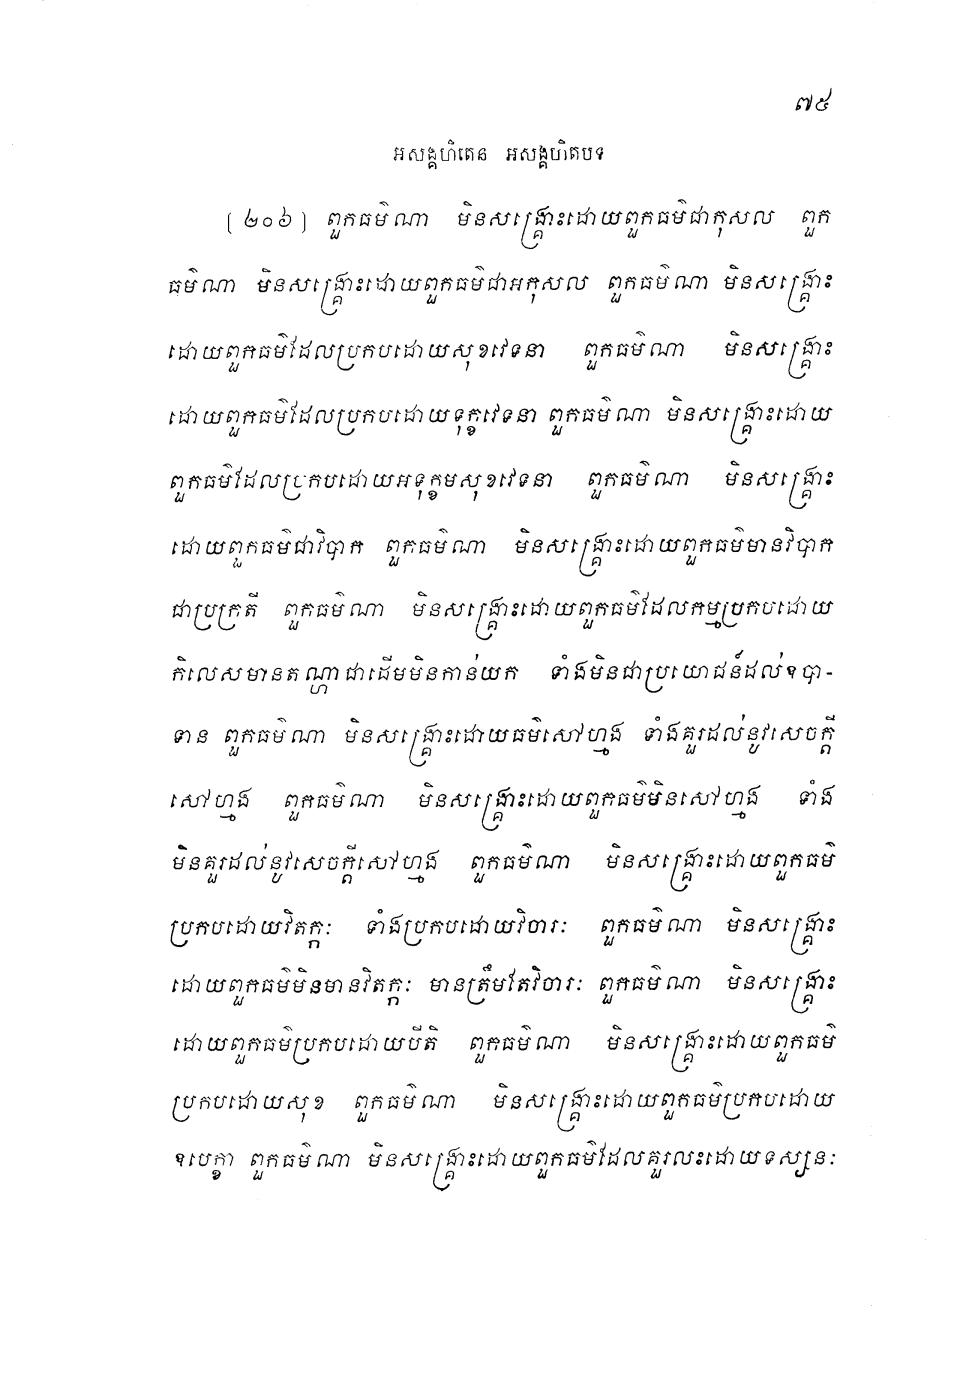 ៧៥
អសង្គហិតេន អសង្គហិតបទ
(២០៦) ពួកធម៌ណា មិនសង្គ្រោះដោយពួកធម៌ជាកុសល ពួក
ធម៌ណា មិនសង្គ្រោះដោយពួកធម៌ជាអកុសល ពួកធម៌ណា មិនសង្គ្រោះ
ដោយពួកធម៌ដែលប្រកបដោយសុខវេទនា ពួកធម៌ណា មិនសង្គ្រោះ
ដោយពួកធម៌ដែលប្រកបដោយទុក្ខវេទនា ពួកធម៌ណា មិនសង្គ្រោះដោយ
ពួកធម៌ដែលប្រកបដោយអទុក្ខមសុខវេទនា ពួកធម៌ណា មិនសង្គ្រោះ
ដោយពួកធម៌ជាវិបាក ពួកធម៌ណា មិនសង្គ្រោះដោយពួកធម៌មានវិបាក
ជាប្រក្រតី ពួកធម៌ណា មិនសង្គ្រោះដោយពួកធម៌ដែលកម្មប្រកបដោយ
កិលេសមានតណ្ហាជាដើមមិនកាន់យក ទាំងមិនជាប្រយោជន៍ដល់ឧបា-
ទាន ពួកធម៌ណា មិនសង្គ្រោះដោយធម៌សៅហ្មង ទាំងគួរដល់នូវសេចក្តី
សៅហ្មង ពួកធម៌ណា មិនសង្គ្រោះដោយពួកធម៌មិនសៅហ្មង ទាំង
មិនគួរដល់នូវសេចក្តីសៅហ្មង ពួកធម៌ណា មិនសង្គ្រោះដោយពួកធម៌
ប្រកបដោយវិតក្កៈ ទាំងប្រកបដោយវិចារៈ ពួកធម៌ណា មិនសង្គ្រោះ
ដោយពួកធម៌មិនមានវិតក្កៈ មានត្រឹមតែវិចារៈ ពួកធម៌ណា មិនសង្គ្រោះ
ដោយពួកធម៌ប្រកបដោយបីតិ ពួកធម៌ណា មិនសង្គ្រោះដោយពួកធម៌
ប្រកបដោយសុខ ពួកធម៌ណា មិនសង្គ្រោះដោយពួកធម៌ប្រកបដោយ
ឧបេក្ខា ពួកធម៌ណា មិនសង្គ្រោះដោយពួកធម៌ដែលគួរលះដោយទស្សនៈ